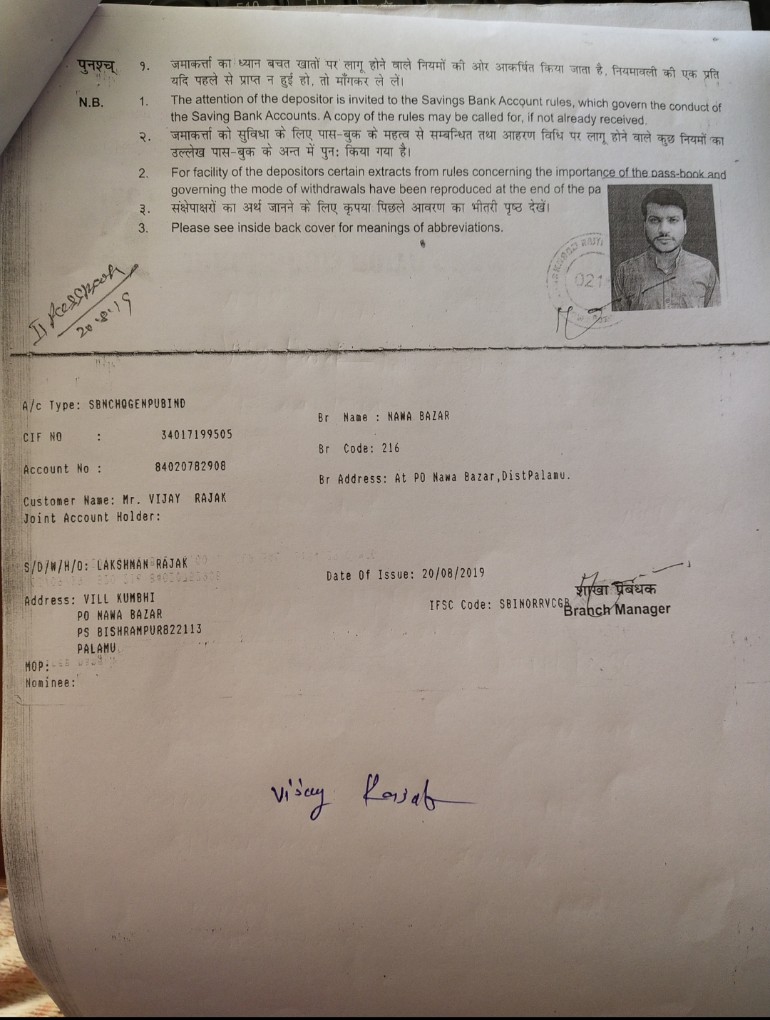 पुनश्च् १. जमाकर्त्ता का ध्यान बचत खातों पर लागू होने वाले नियमों की ओर आकर्षित किया जाता है, नियमावली की एक प्रति
यदि पहले से प्राप्त न हुई हो, तो माँगकर ले लें।
N.B. 1. The attention of the depositor is invited to the Savings Bank Account rules, which govern the conduct of
the Saving Bank Accounts. A copy of the rules may be called for, if not already received.
२. जमाकर्त्ता को सुविधा के लिए पास-बुक के महत्व से सम्बन्धित तथा आहरण विधि पर लागू होने वाले कुछ नियमों का
उल्लेख पास-बुक के अन्त में पुनः किया गया है।
2. For facility of the depositors certain extracts from rules concerning the importance of the pass-book and
governing the mode of withdrawals have been reproduced at the end of the pa
३. संक्षेपाक्षरों का अर्थ जानने के लिए कृपया पिछले आवरण का भीतरी पृष्ठ देखें।
3. Please see inside back cover for meanings of abbreviations.
021
II Passbook
20.8.19
A/c Type: SBNCHQGENPUBIND
Br Name : NAWA BAZAR
CIF NO : 34017199505
Br Code: 216
Account No : 84020782908
Br Address: At PO Nawa Bazar,DistPalamu.
Customer Name: Mr. VIJAY RAJAK
Joint Account Holder:
S/D/W/H/O: LAKSHMAN RAJAK
Date Of Issue: 20/08/2019
शाखा प्रबंधक
Address: VILL KUMBHI
IFSC Code: SBIN0RRVCGB
Branch Manager
PO NAWA BAZAR
PS BISHRAMPUR822113
PALAMU
MOP:
Nominee:
Vijay Rajak